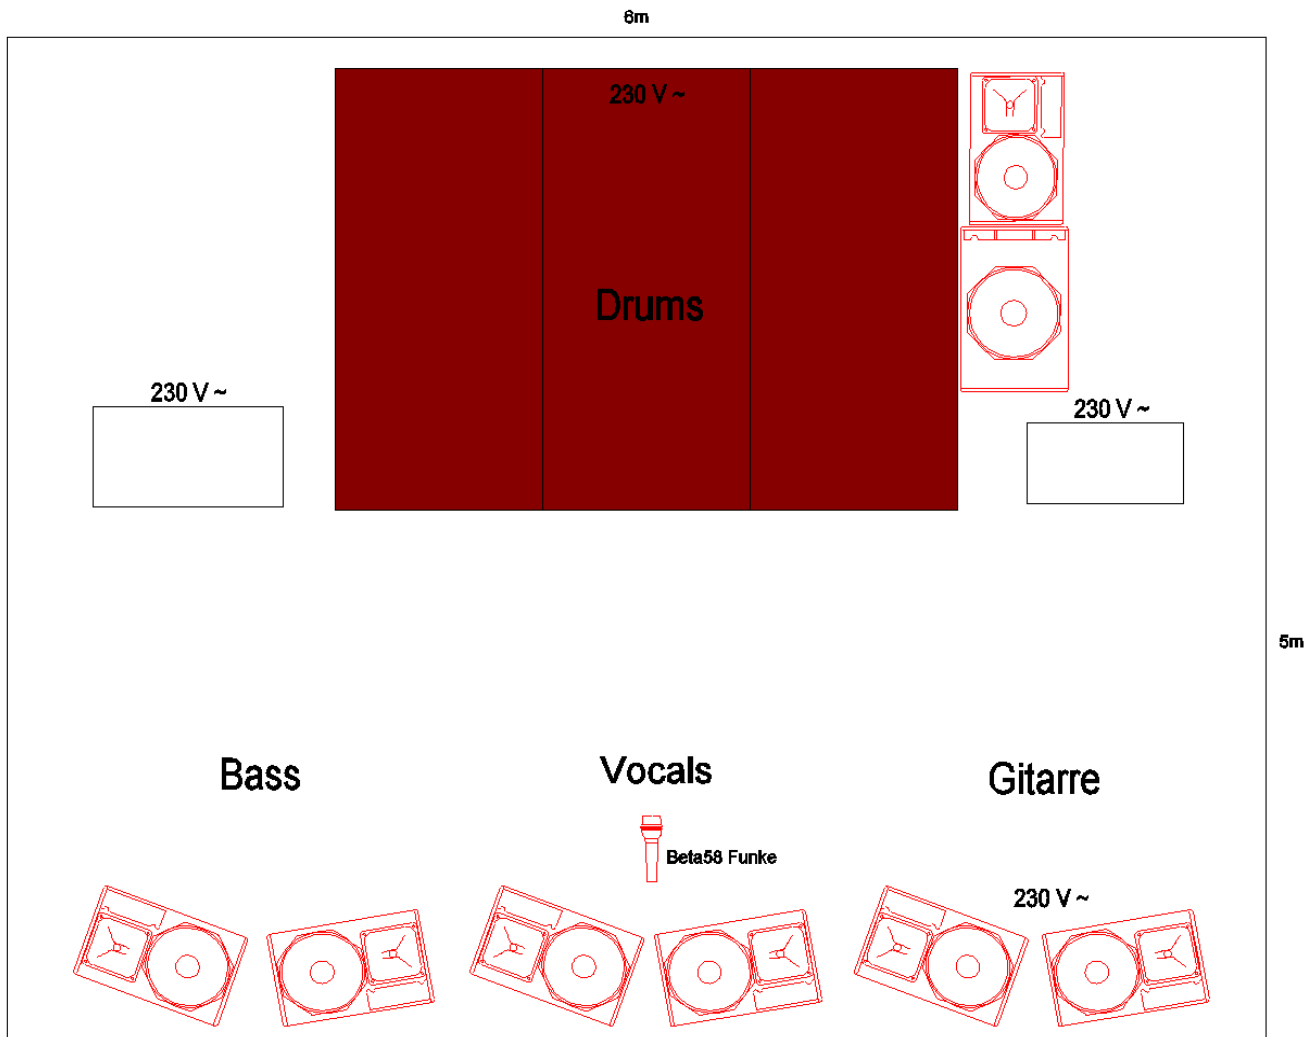 6m
230 V ~
Drums
230 V ~
230 V ~
5m
Bass
Vocals
Gitarre
Beta58 Funke
230 V ~